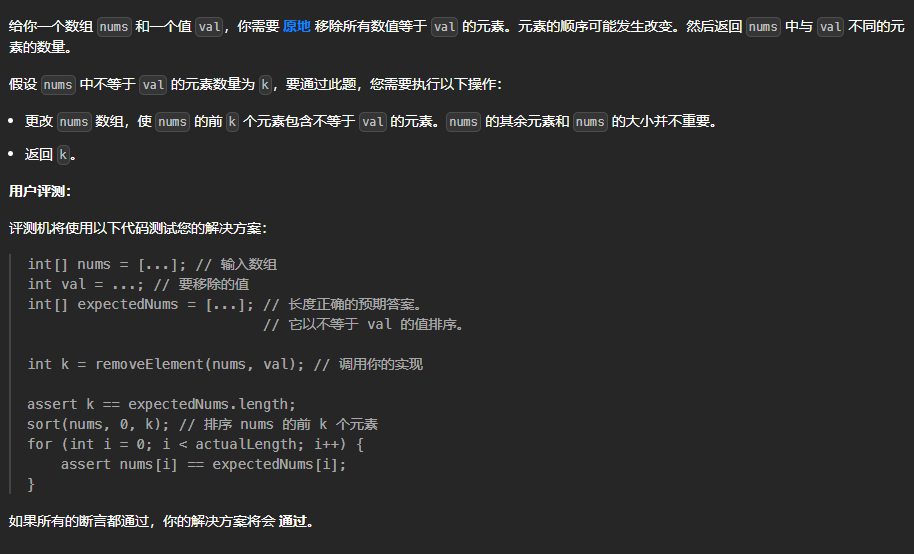 给你一个数组 nums 和一个值 val，你需要 原地 移除所有数值等于 val 的元素。元素的顺序可能发生改变。然后返回 nums 中与 val 不同的元
素的数量。
假设 nums 中不等于 val 的元素数量为 k，要通过此题，您需要执行以下操作：
• 更改 nums 数组，使 nums 的前 k 个元素包含不等于 val 的元素。nums 的其余元素和 nums 的大小并不重要。
• 返回 k。
用户评测：
评测机将使用以下代码测试您的解决方案：
int[] nums = [...]; // 输入数组
int val = ...; // 要移除的值
int[] expectedNums = [...]; // 长度正确的预期答案。
// 它以不等于 val 的值排序。
int k = removeElement(nums, val); // 调用你的实现
assert k == expectedNums.length;
sort(nums, 0, k); // 排序 nums 的前 k 个元素
for (int i = 0; i < actualLength; i++) {
    assert nums[i] == expectedNums[i];
}
如果所有的断言都通过，你的解决方案将会 通过。